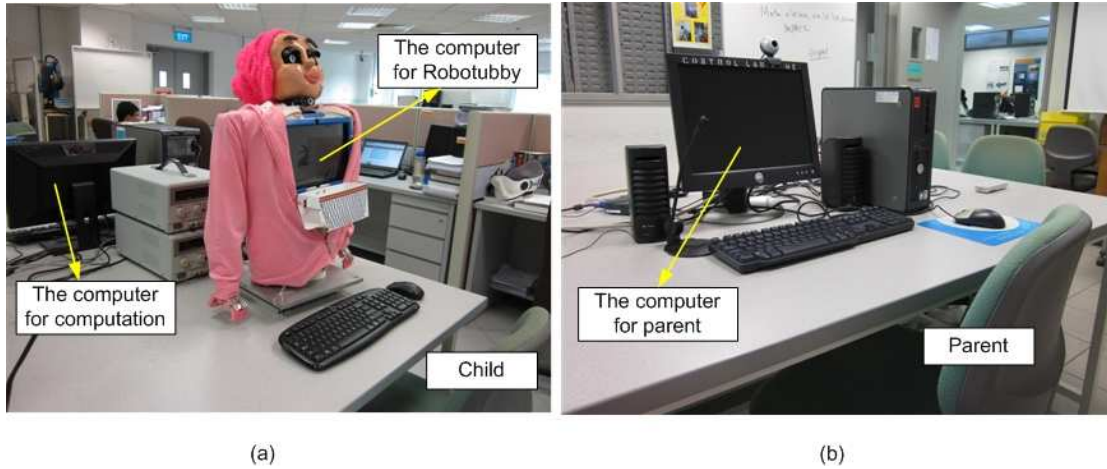 The computer
for Robotubby
The computer
for computation
Child
CONTROL LAB
The computer
for parent
Parent
(a)
(b)